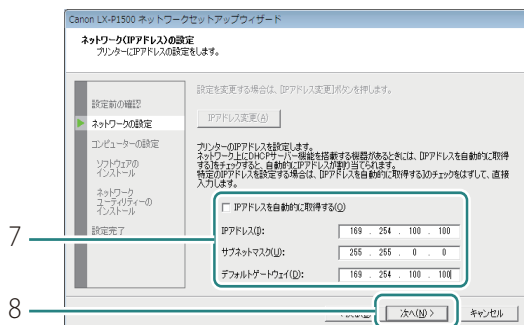 Canon LX-P1500 ネットワークセットアップウィザード
ネットワーク(IPアドレス)の設定
プリンターにIPアドレスの設定をします。
設定前の確認
ネットワークの設定
コンピューターの設定
ソフトウェアの
インストール
ネットワーク
ユーティリティーの
インストール
設定完了
設定を変更する場合は、[IPアドレス変更]ボタンを押します。
IPアドレス変更(A)
プリンターのIPアドレスを設定します。
ネットワーク上にDHCPサーバー機能を搭載する機器があるときには、[IPアドレスを自動的に取得
する]をチェックすると、自動的にIPアドレスが割り当てられます。
特定のIPアドレスを設定する場合は、[IPアドレスを自動的に取得する]のチェックをはずして、直接
入力します。
IPアドレスを自動的に取得する(O)
7
IPアドレス(I): 169 . 254 . 100 . 100
サブネットマスク(U): 255 . 255 . 0 . 0
デフォルトゲートウェイ(D): 169 . 254 . 100 . 100
8
次へ(N) > キャンセル